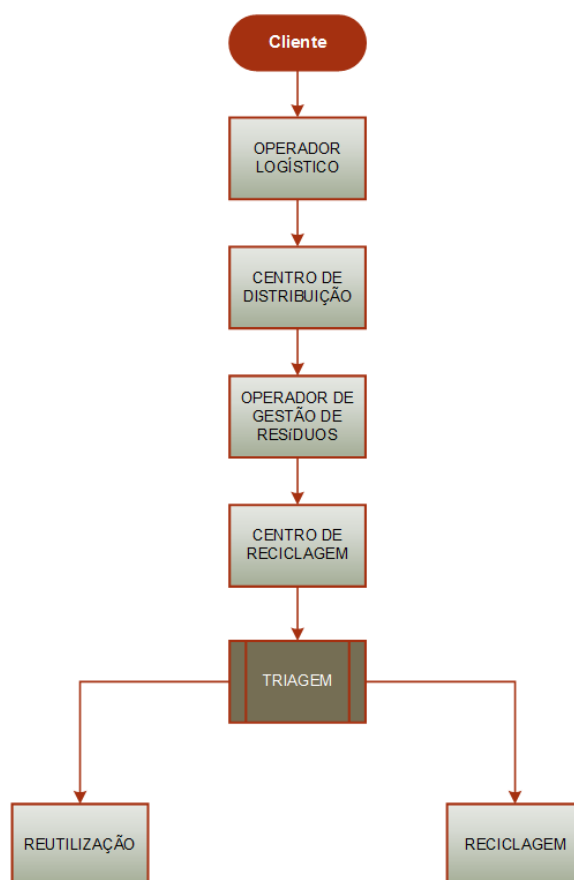 Cliente
OPERADOR
LOGÍSTICO
CENTRO DE
DISTRIBUIÇÃO
OPERADOR DE
GESTÃO DE
RESíDUOS
CENTRO DE
RECICLAGEM
TRIAGEM
REUTILIZAÇÃO
RECICLAGEM